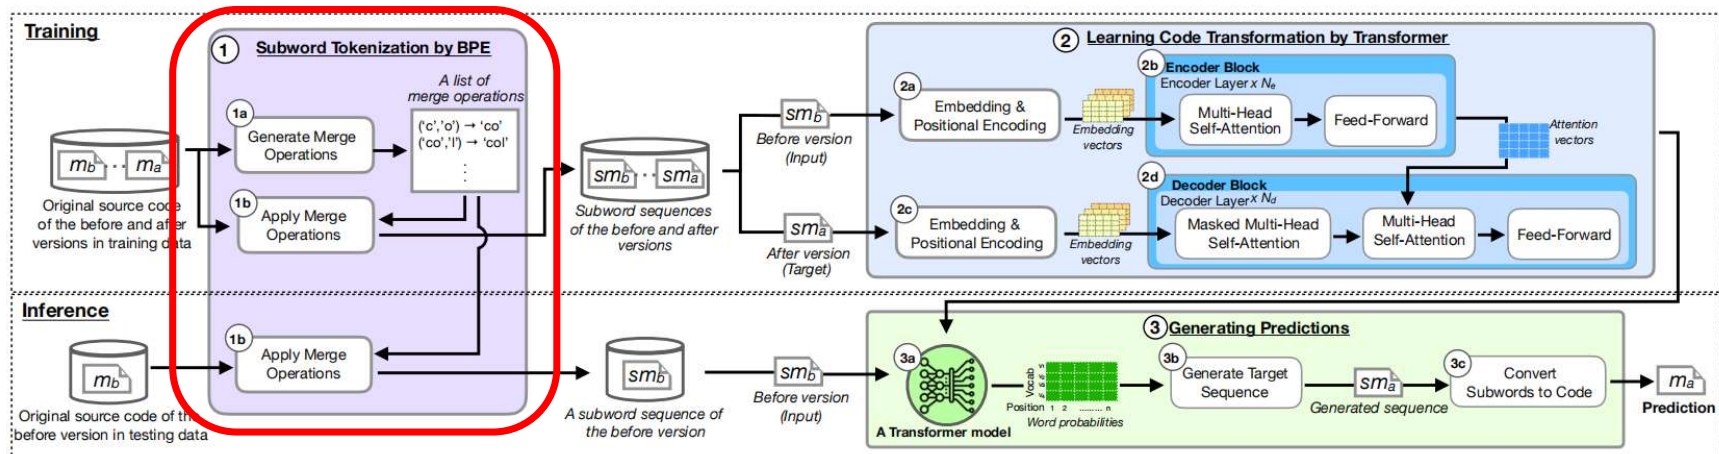 Training
1
Subword Tokenization by BPE
A list of
merge operations
1a
Generate Merge
Operations
('c','o') → 'co'
('co','l') → 'col'
⋮
mb ... ma
Original source code
of the before and after
versions in training data
1b
Apply Merge
Operations
smb ... sma
Subword sequences
of the before and after
versions
smb
Before version
(Input)
sma
After version
(Target)
2
Learning Code Transformation by Transformer
2a
Embedding &
Positional Encoding
Embedding
vectors
2b
Encoder Block
Encoder Layer x Ne
Multi-Head
Self-Attention
Feed-Forward
Attention
vectors
2c
Embedding &
Positional Encoding
Embedding
vectors
2d
Decoder Block
Decoder Layer x Nd
Masked Multi-Head
Self-Attention
Multi-Head
Self-Attention
Feed-Forward
Inference
mb
Original source code of the
before version in testing data
1b
Apply Merge
Operations
smb
A subword sequence of
the before version
smb
Before version
(Input)
3
Generating Predictions
3a
A Transformer model
Vocab
Position 1 2 ......... n
Word probabilities
3b
Generate Target
Sequence
sma
Generated sequence
3c
Convert
Subwords to Code
ma
Prediction